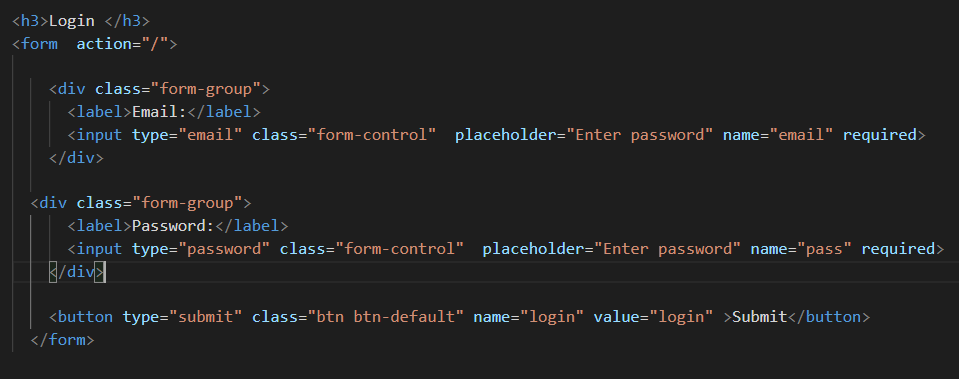 <h3>Login </h3>
<form  action="/">
<div class="form-group">
<label>Email:</label>
<input type="email" class="form-control"  placeholder="Enter password" name="email" required>
</div>
<div class="form-group">
<label>Password:</label>
<input type="password" class="form-control"  placeholder="Enter password" name="pass" required>
</div>
<button type="submit" class="btn btn-default" name="login" value="login" >Submit</button>
</form>